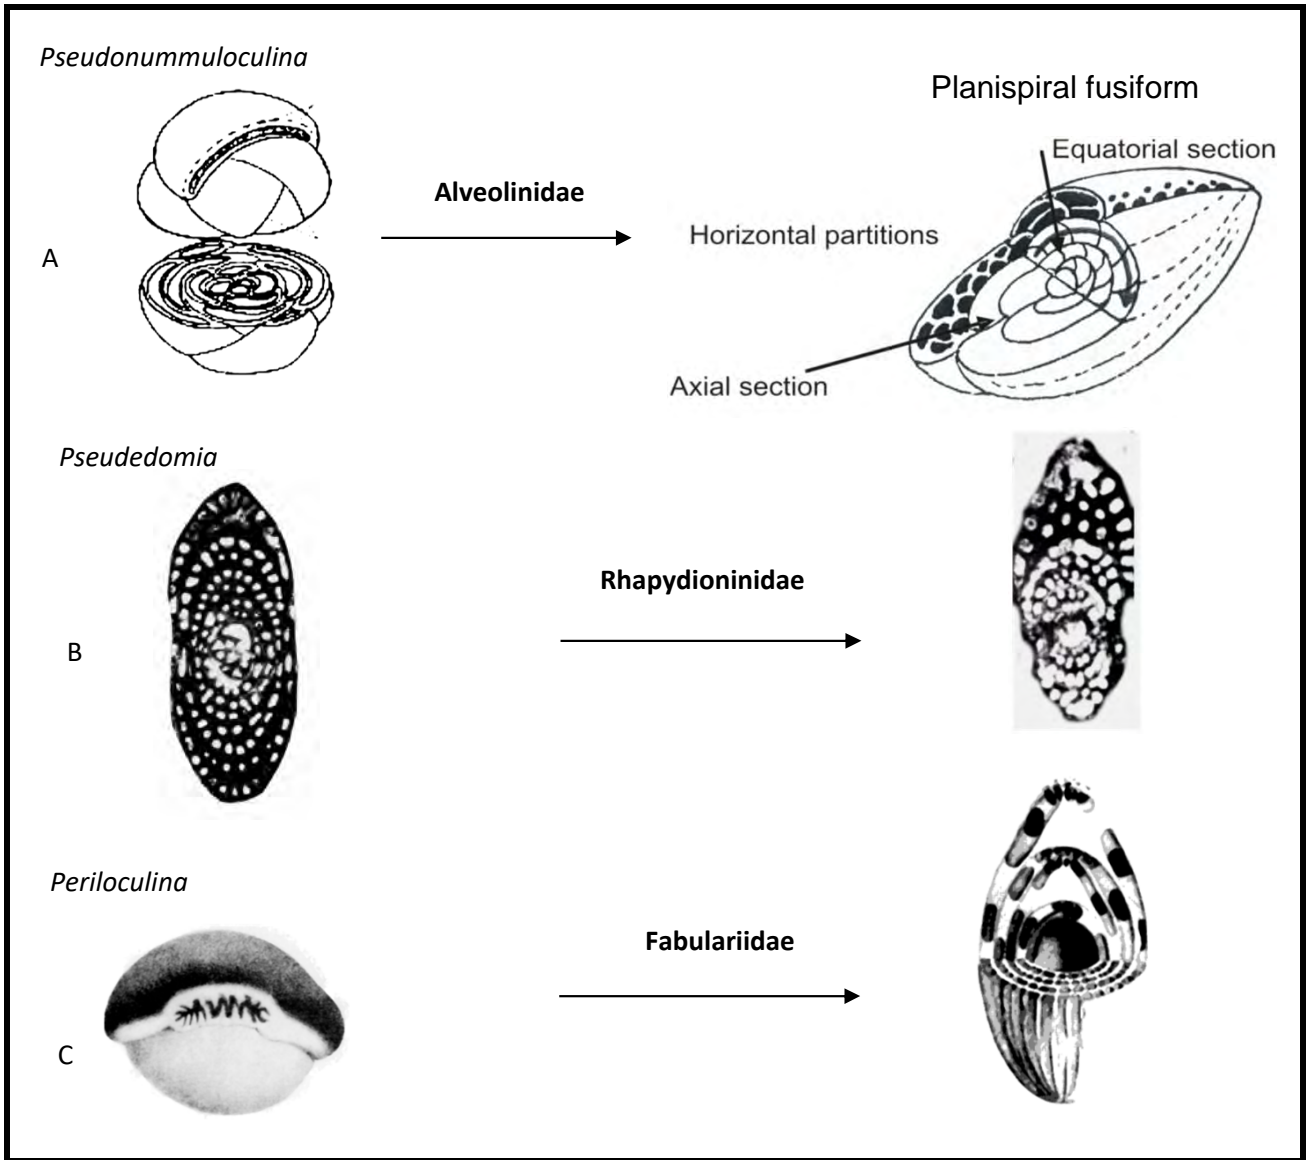 Pseudonummuloculina
Planispiral fusiform
Equatorial section
Alveolinidae
Horizontal partitions
A
Axial section
Pseudedomia
Rhapydioninidae
B
Periloculina
Fabulariidae
C